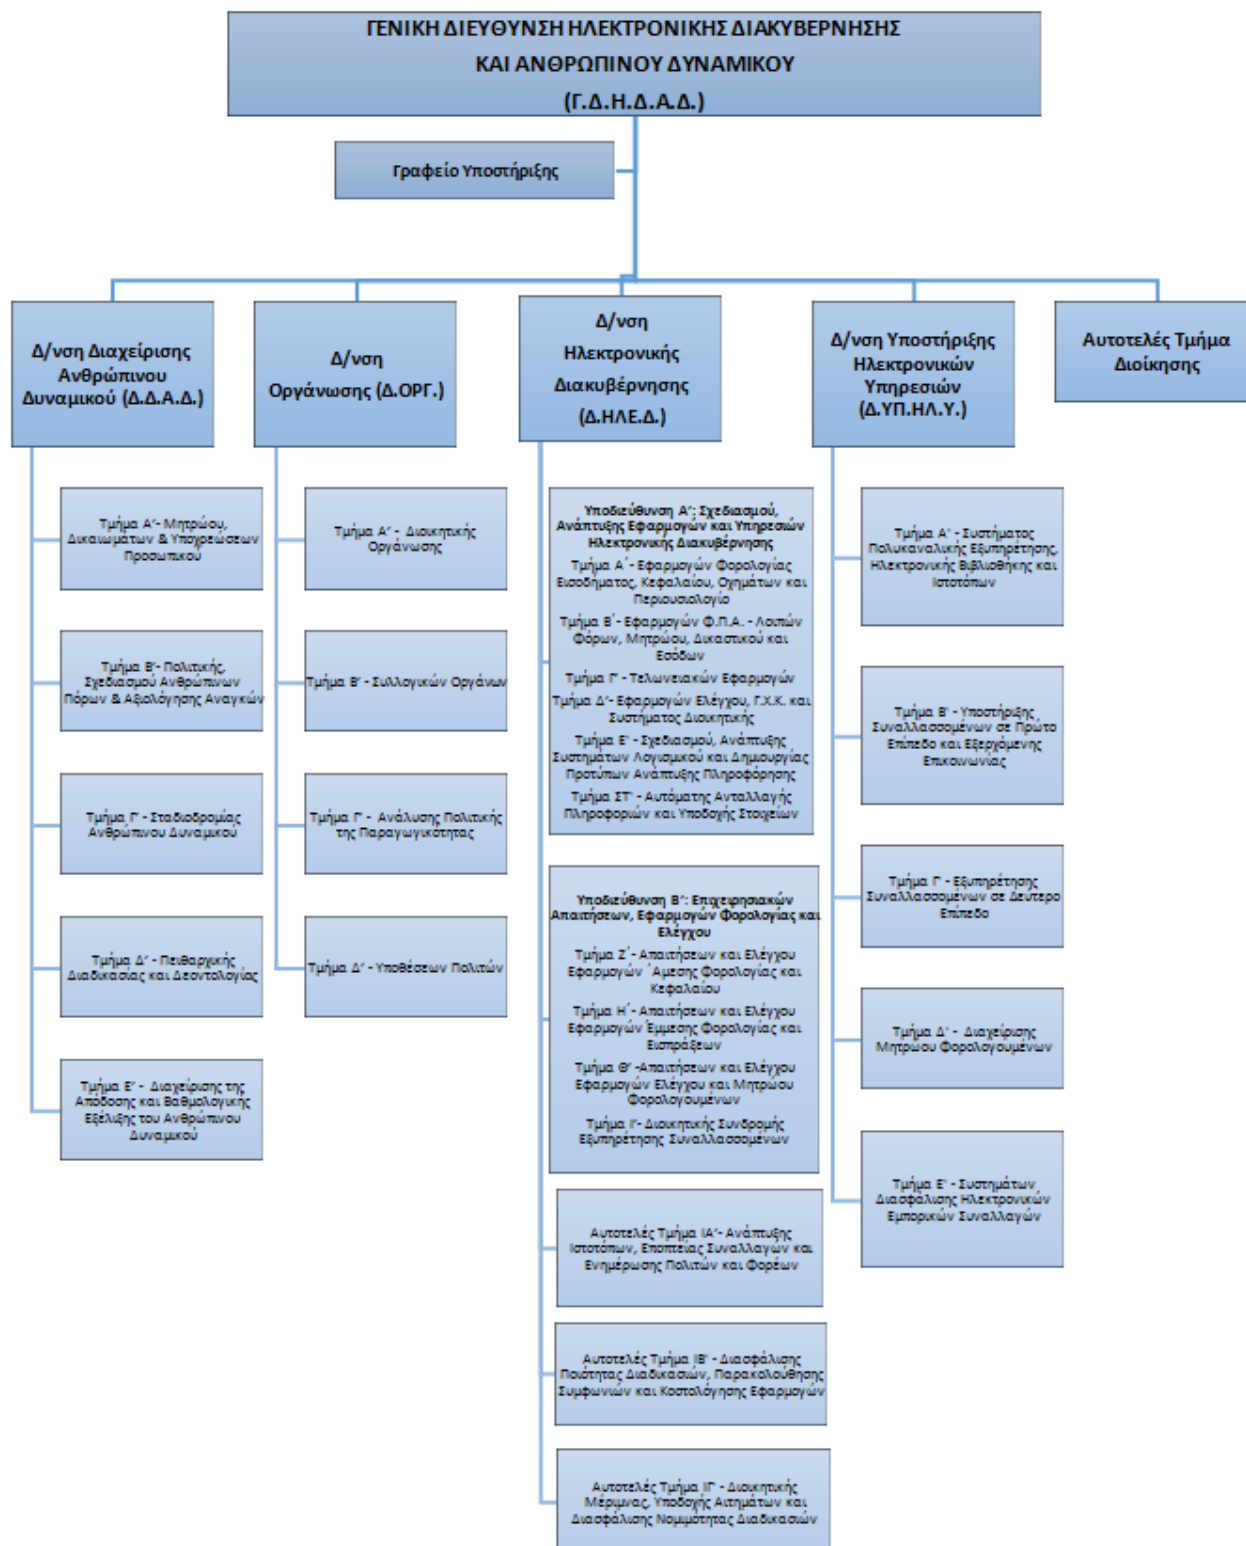 ΓΕΝΙΚΗ ΔΙΕΥΘΥΝΣΗ ΗΛΕΚΤΡΟΝΙΚΗΣ ΔΙΑΚΥΒΕΡΝΗΣΗΣ
ΚΑΙ ΑΝΘΡΩΠΙΝΟΥ ΔΥΝΑΜΙΚΟΥ
(Γ.Δ.Η.Δ.Α.Δ.)
Γραφείο Υποστήριξης
Δ/νση Διαχείρισης
Ανθρώπινου
Δυναμικού (Δ.Δ.Α.Δ.)
Τμήμα Α'- Μητρώου,
Δικαιωμάτων & Υποχρεώσεων
Προσωπικού
Τμήμα Β'- Πολιτικής,
Σχεδιασμού Ανθρώπινων
Πόρων & Αξιολόγησης Αναγκών
Τμήμα Γ' - Σταδιοδρομίας
Ανθρώπινου Δυναμικού
Τμήμα Δ' - Πειθαρχικής
Διαδικασίας και Δεοντολογίας
Τμήμα Ε' - Διαχείρισης της
Απόδοσης και Βαθμολογικής
Εξέλιξης του Ανθρώπινου
Δυναμικού
Δ/νση
Οργάνωσης (Δ.ΟΡΓ.)
Τμήμα Α' - Διοικητικής
Οργάνωσης
Τμήμα Β' - Συλλογικών Οργάνων
Τμήμα Γ' - Ανάλυσης Πολιτικής
της Παραγωγικότητας
Τμήμα Δ' - Υποθέσεων Πολιτών
Δ/νση
Ηλεκτρονικής
Διακυβέρνησης
(Δ.ΗΛΕ.Δ.)
Υποδιεύθυνση Α': Σχεδιασμού,
Ανάπτυξης Εφαρμογών και Υπηρεσιών
Ηλεκτρονικής Διακυβέρνησης
Τμήμα Α΄- Εφαρμογών Φορολογίας
Εισοδήματος, Κεφαλαίου, Οχημάτων και
Περιουσιολογίο
Τμήμα Β΄- Εφαρμογών Φ.Π.Α. - Λοιπών
Φόρων, Μητρώου, Δικαστικού και
Εσόδων
Τμήμα Γ' - Τελωνειακών Εφαρμογών
Τμήμα Δ'- Εφαρμογών Ελέγχου, Γ.Χ.Κ. και
Συστήματος Διοικητικής
Τμήμα Ε' - Σχεδιασμού, Ανάπτυξης
Συστημάτων Λογισμικού και Δημιουργίας
Προτύπων Ανάπτυξης Πληροφόρησης
Τμήμα ΣΤ' - Αυτόματης Ανταλλαγής
Πληροφοριών και Υποδοχής Στοιχείων
Υποδιεύθυνση Β': Επιχειρησιακών
Απαιτήσεων, Εφαρμογών Φορολογίας και
Ελέγχου
Τμήμα Ζ΄- Απαιτήσεων και Ελέγχου
Εφαρμογών ΄Αμεσης Φορολογίας και
Κεφαλαίου
Τμήμα Η΄- Απαιτήσεων και Ελέγχου
Εφαρμογών Έμμεσης Φορολογίας και
Εισπράξεων
Τμήμα Θ' -Απαιτήσεων και Ελέγχου
Εφαρμογών Ελέγχου και Μητρώου
Φορολογουμένων
Τμήμα Ι'- Διοικητικής Συνδρομής
Εξυπηρέτησης Συναλλασσομένων
Αυτοτελές Τμήμα ΙΑ'- Ανάπτυξης
Ιστοτόπων, Εποπτείας Συναλλαγών και
Ενημέρωσης Πολιτών και Φορέων
Αυτοτελές Τμήμα ΙΒ' - Διασφάλισης
Ποιότητας Διαδικασιών, Παρακολούθησης
Συμφωνιών και Κοστολόγησης Εφαρμογών
Αυτοτελές Τμήμα ΙΓ' - Διοικητικής
Μέριμνας, Υποδοχής Αιτημάτων και
Διασφάλισης Νομιμότητας Διαδικασιών
Δ/νση Υποστήριξης
Ηλεκτρονικών
Υπηρεσιών
(Δ.ΥΠ.ΗΛ.Υ.)
Τμήμα Α' - Συστήματος
Πολυκαναλικής Εξυπηρέτησης,
Ηλεκτρονικής Βιβλιοθήκης και
Ιστοτόπων
Τμήμα Β' - Υποστήριξης
Συναλλασσομένων σε Πρώτο
Επίπεδο και Εξερχόμενης
Επικοινωνίας
Τμήμα Γ' - Εξυπηρέτησης
Συναλλασσομένων σε Δεύτερο
Επίπεδο
Τμήμα Δ' - Διαχείρισης
Μητρωου Φορολογουμένων
Τμήμα Ε' - Συστημάτων
Διασφάλισης Ηλεκτρονικών
Εμπορικών Συναλλαγών
Αυτοτελές Τμήμα
Διοίκησης